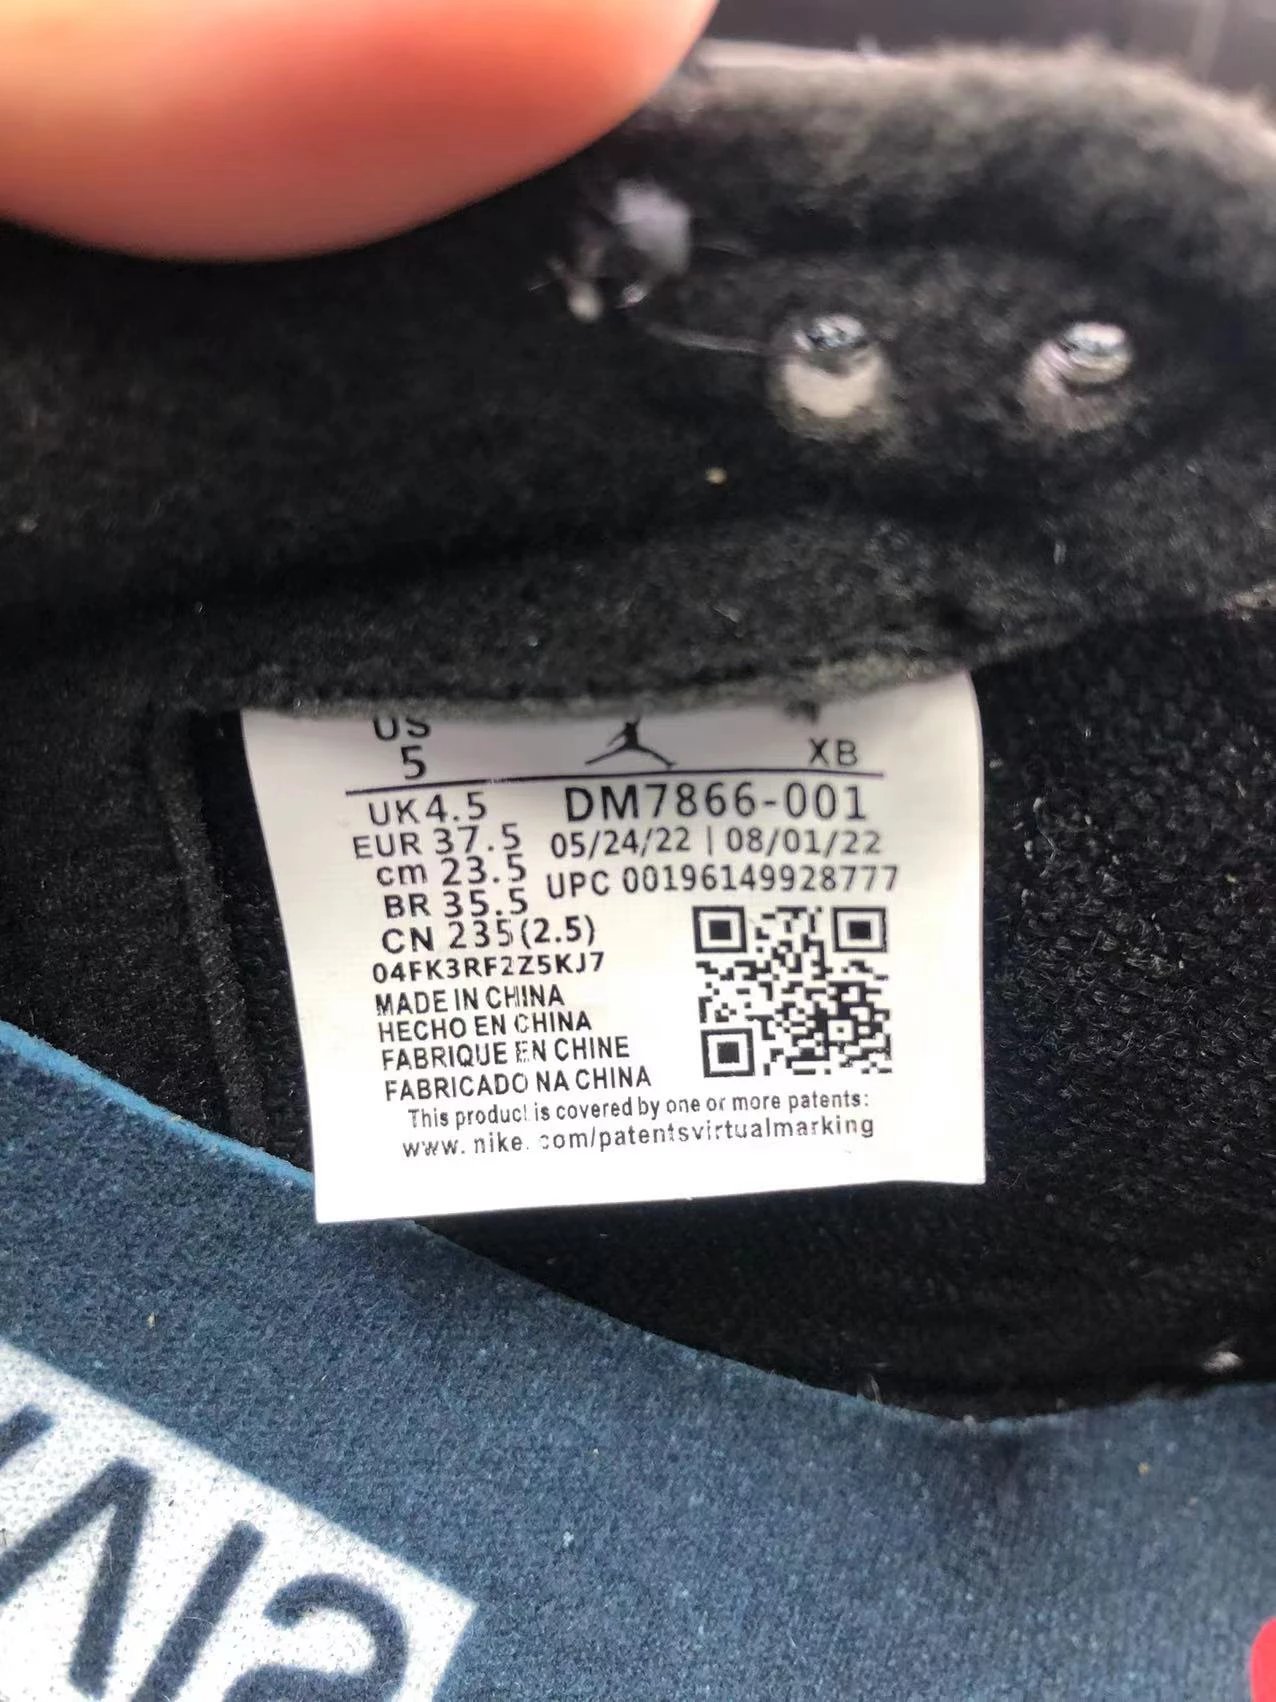 US
5
XB
UK 4.5
DM7866-001
EUR 37.5
05/24/22 | 08/01/22
cm 23.5
UPC 00196149928777
BR 35.5
CN 235(2.5)
04FK3RF2Z5KJ7
MADE IN CHINA
HECHO EN CHINA
FABRIQUE EN CHINE
FABRICADO NA CHINA
This product is covered by one or more patents:
www.nike.com/patentsvirtualmarking